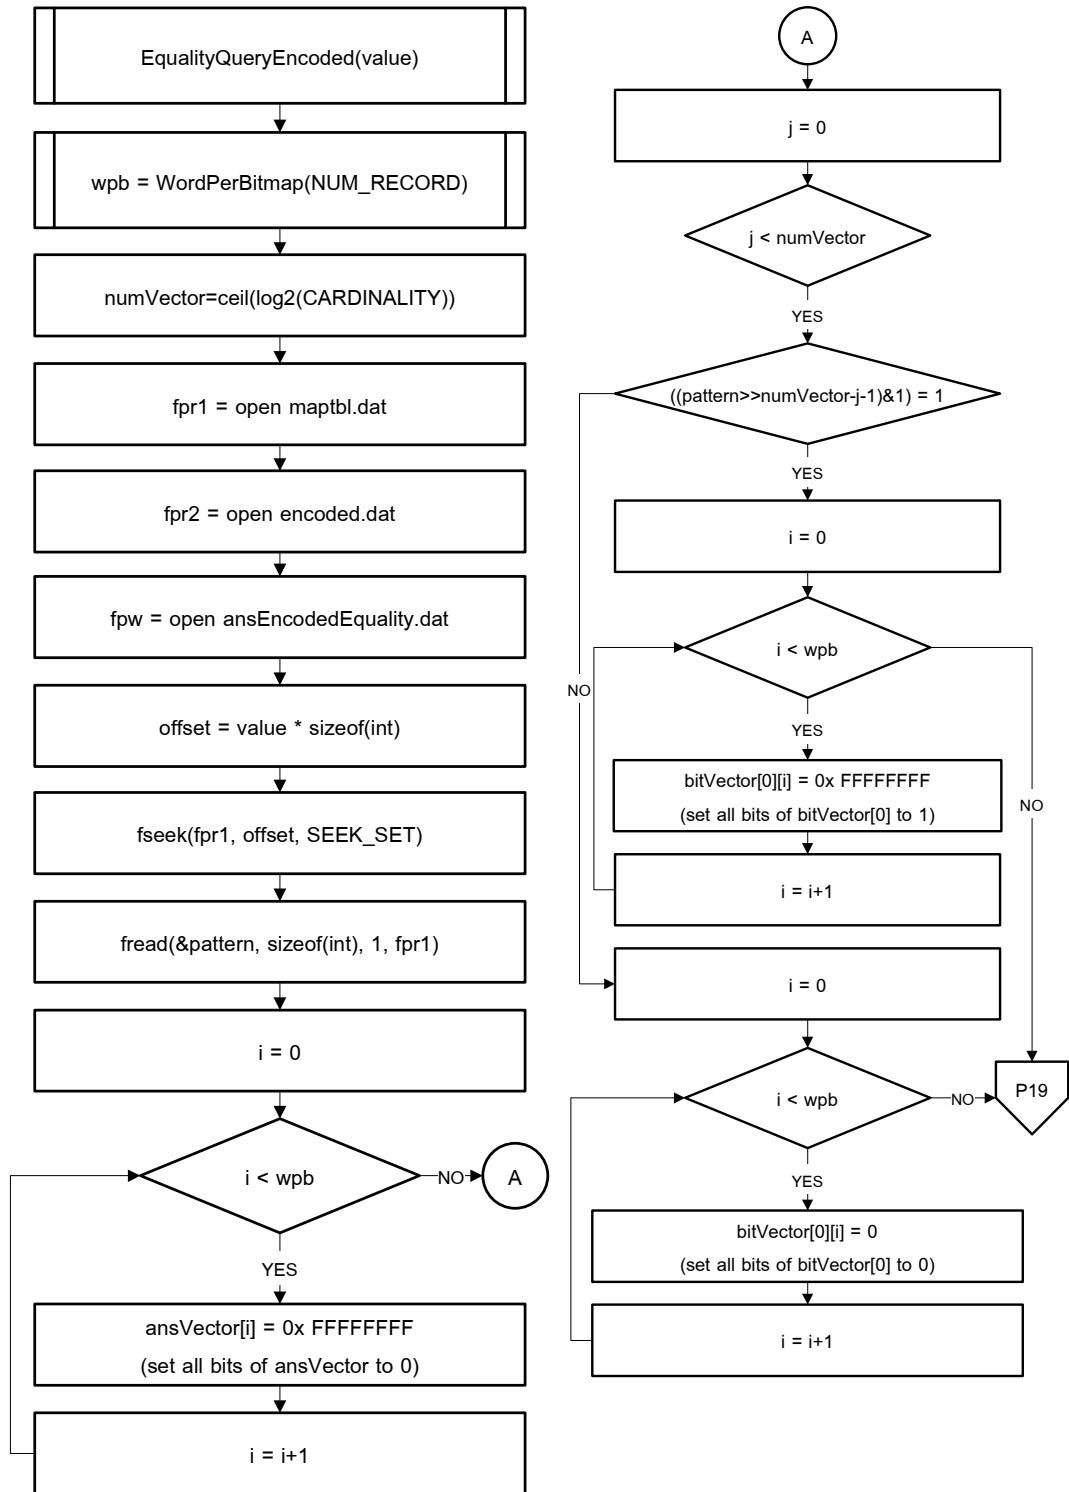 EqualityQueryEncoded(value)
wpb = WordPerBitmap(NUM_RECORD)
numVector=ceil(log2(CARDINALITY))
fpr1 = open maptbl.dat
fpr2 = open encoded.dat
fpw = open ansEncodedEquality.dat
offset = value * sizeof(int)
fseek(fpr1, offset, SEEK_SET)
fread(&pattern, sizeof(int), 1, fpr1)
i = 0
i < wpb
NO
A
YES
ansVector[i] = 0x FFFFFFFF
(set all bits of ansVector to 0)
i = i+1
A
j = 0
j < numVector
YES
((pattern>>numVector-j-1)&1) = 1
YES
NO
i = 0
i < wpb
YES
NO
bitVector[0][i] = 0x FFFFFFFF
(set all bits of bitVector[0] to 1)
i = i+1
i = 0
i < wpb
NO
P19
YES
bitVector[0][i] = 0
(set all bits of bitVector[0] to 0)
i = i+1